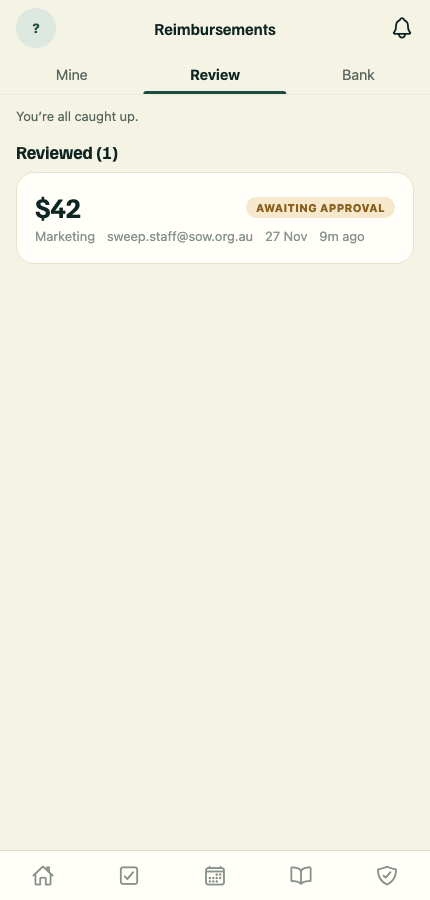 ?
Reimbursements
Mine
Review
Bank
You're all caught up.
Reviewed (1)
$42
AWAITING APPROVAL
Marketing sweep.staff@sow.org.au 27 Nov 9m ago